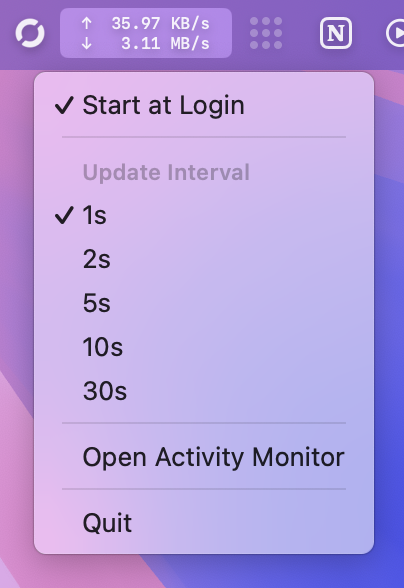 ↑ 35.97 KB/s
↓ 3.11 MB/s
N
✓ Start at Login
Update Interval
✓ 1s
2s
5s
10s
30s
Open Activity Monitor
Quit